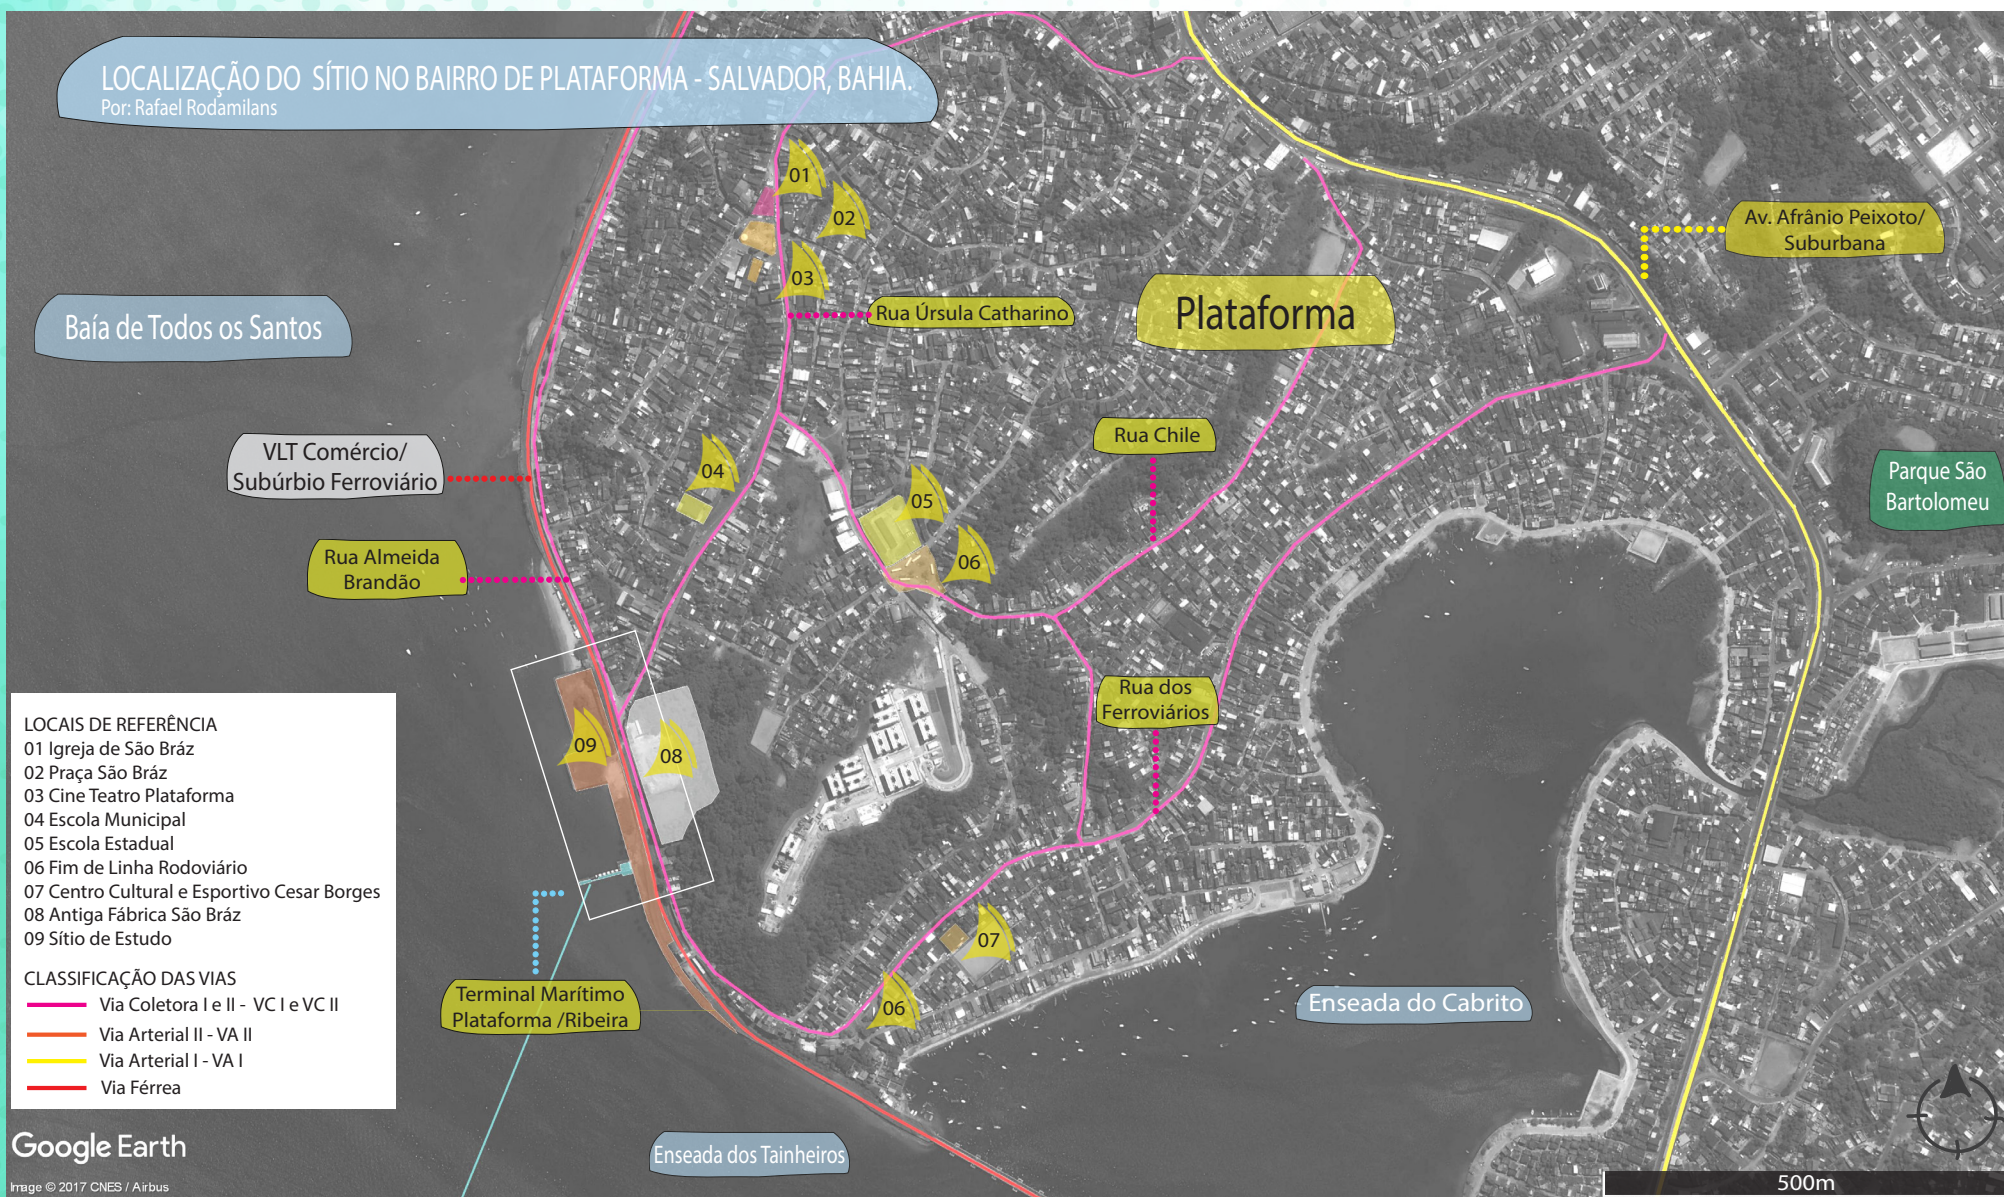 LOCALIZAÇÃO DO SÍTIO NO BAIRRO DE PLATAFORMA - SALVADOR, BAHIA.
Por: Rafael Rodamilans
01
02
03
Av. Afrânio Peixoto/
Suburbana
Rua Úrsula Catharino
Plataforma
Baía de Todos os Santos
Rua Chile
VLT Comércio/
Subúrbio Ferroviário
04
05
06
Parque São
Bartolomeu
Rua Almeida
Brandão
Rua dos
Ferroviários
09
08
LOCAIS DE REFERÊNCIA
01 Igreja de São Bráz
02 Praça São Bráz
03 Cine Teatro Plataforma
04 Escola Municipal
05 Escola Estadual
06 Fim de Linha Rodoviário
07 Centro Cultural e Esportivo Cesar Borges
08 Antiga Fábrica São Bráz
09 Sítio de Estudo
CLASSIFICAÇÃO DAS VIAS
Via Coletora I e II - VC I e VC II
Via Arterial II - VA II
Via Arterial I - VA I
Via Férrea
07
06
Terminal Marítimo
Plataforma /Ribeira
Enseada do Cabrito
Enseada dos Tainheiros
Google Earth
Image © 2017 CNES / Airbus
500m